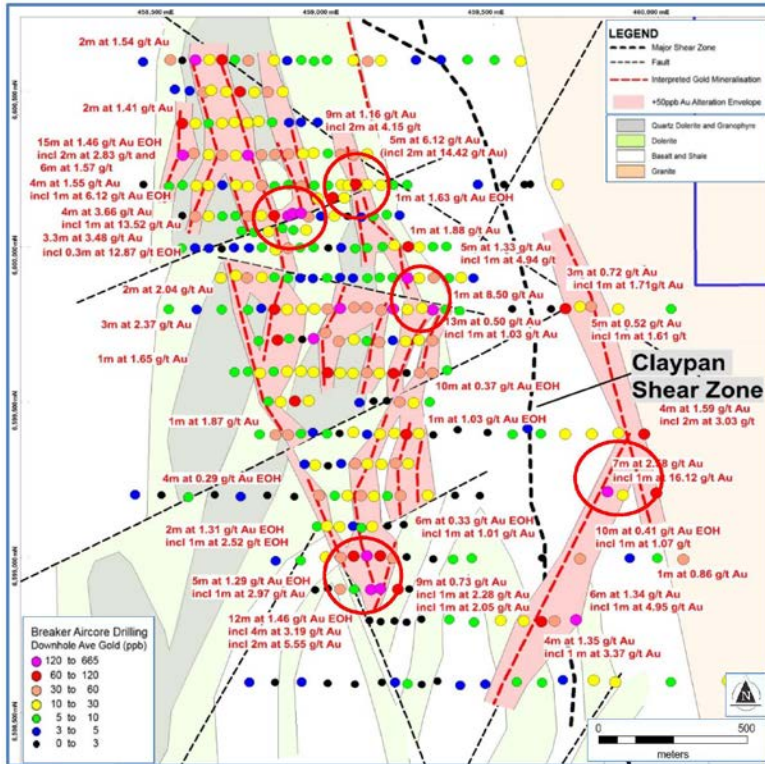 458,500 mE
459,000 mE
459,500 mE
460,000 mE
LEGEND
Major Shear Zone
Fault
Interpreted Gold Mineralisation
+50ppb Au Alteration Envelope
Quartz Dolerite and Granophyre
Dolerite
Basalt and Shale
Granite
2m at 1.54 g/t Au
2m at 1.41 g/t Au
9m at 1.16 g/t Au
incl 2m at 4.15 g/t
5m at 6.12 g/t Au
(incl 2m at 14.42 g/t Au)
15m at 1.46 g/t Au EOH
incl 2m at 2.83 g/t and
6m at 1.57 g/t
4m at 1.55 g/t Au
incl 1m at 6.12 g/t Au EOH
4m at 3.66 g/t Au
incl 1m at 13.52 g/t Au
3.3m at 3.48 g/t Au
incl 0.3m at 12.87 g/t EOH
1m at 1.63 g/t Au EOH
1m at 1.88 g/t Au
5m at 1.33 g/t Au
incl 1m at 4.94 g/t
2m at 2.04 g/t Au
1m at 8.50 g/t Au
3m at 0.72 g/t Au
incl 1m at 1.71g/t Au
3m at 2.37 g/t Au
13m at 0.50 g/t Au
incl 1m at 1.03 g/t Au
5m at 0.52 g/t Au
incl 1m at 1.61 g/t
1m at 1.65 g/t Au
Claypan
Shear Zone
10m at 0.37 g/t Au EOH
1m at 1.87 g/t Au
1m at 1.03 g/t Au EOH
4m at 1.59 g/t Au
incl 2m at 3.03 g/t
4m at 0.29 g/t Au EOH
incl 1m at 16.12 g/t Au
2m at 1.31 g/t Au EOH
incl 1m at 2.52 g/t EOH
6m at 0.33 g/t Au EOH
incl 1m at 1.01 g/t Au
10m at 0.41 g/t Au EOH
incl 1m at 1.07 g/t
1m at 0.86 g/t Au
5m at 1.29 g/t Au EOH
incl 1m at 2.97 g/t Au
9m at 0.73 g/t Au
incl 1m at 2.28 g/t Au
incl 1m at 2.05 g/t Au
6m at 1.34 g/t Au
incl 1m at 4.95 g/t Au
12m at 1.46 g/t Au EOH
incl 4m at 3.19 g/t Au
incl 2m at 5.55 g/t Au
4m at 1.35 g/t Au
incl 1 m at 3.37 g/t Au
Breaker Aircore Drilling
Downhole Ave Gold (ppb)
120 to 665
60 to 120
30 to 60
10 to 30
5 to 10
3 to 5
0 to 3
N
0
500
meters